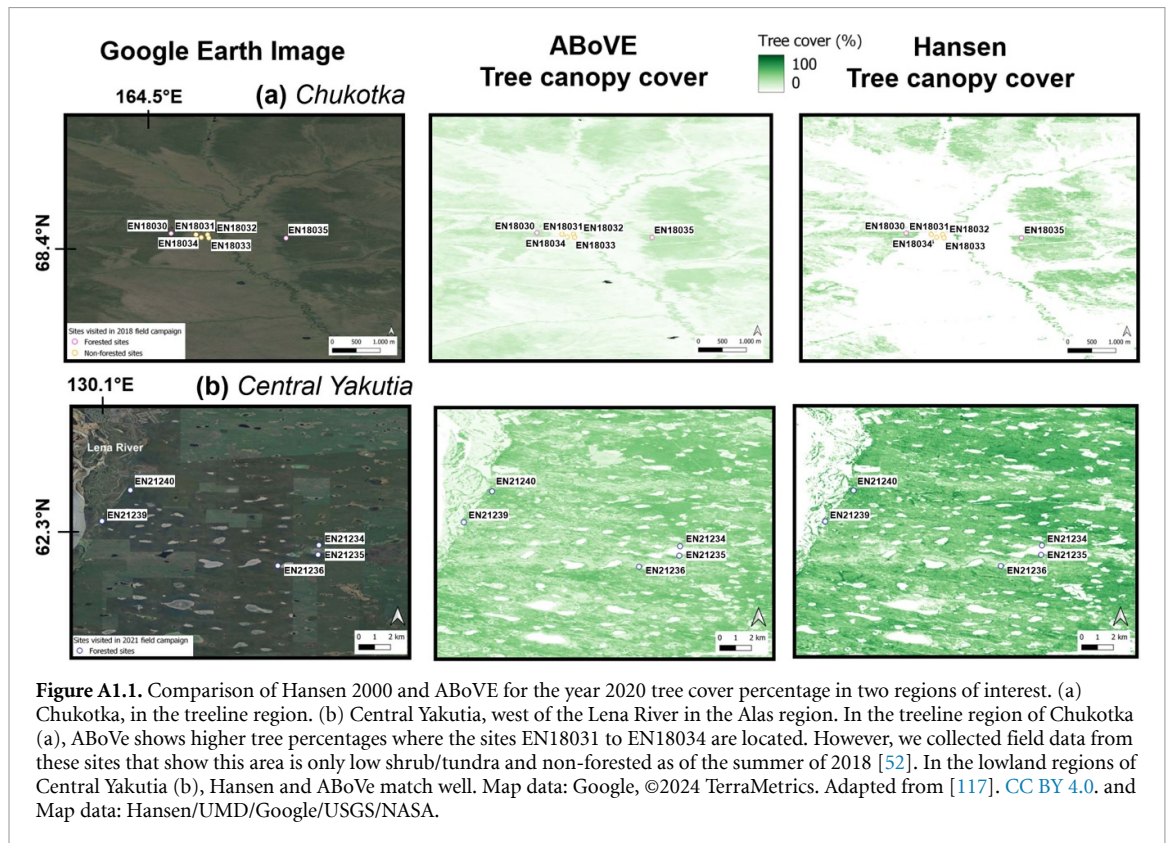 Google Earth Image
ABoVE
Tree canopy cover
Tree cover (%)
100
0
Hansen
Tree canopy cover
164.5°E
(a) Chukotka
68.4°N
EN18030
EN18031
EN18032
EN18034
EN18033
EN18035
Sites visited in 2018 field campaign
Forested sites
Non-forested sites
0 500 1.000 m
EN18030
EN18031
EN18032
EN18034
EN18033
EN18035
0 500 1.000 m
EN18030
EN18031
EN18032
EN18034
EN18033
EN18035
0 500 1.000 m
130.1°E
(b) Central Yakutia
62.3°N
Lena River
EN21240
EN21239
EN21234
EN21235
EN21236
Sites visited in 2021 field campaign
Forested sites
0 1 2 km
EN21240
EN21239
EN21234
EN21235
EN21236
0 1 2 km
EN21240
EN21239
EN21234
EN21235
EN21236
0 1 2 km
Figure A1.1. Comparison of Hansen 2000 and ABoVE for the year 2020 tree cover percentage in two regions of interest. (a)
Chukotka, in the treeline region. (b) Central Yakutia, west of the Lena River in the Alas region. In the treeline region of Chukotka
(a), ABoVe shows higher tree percentages where the sites EN18031 to EN18034 are located. However, we collected field data from
these sites that show this area is only low shrub/tundra and non-forested as of the summer of 2018 [52]. In the lowland regions of
Central Yakutia (b), Hansen and ABoVe match well. Map data: Google, ©2024 TerraMetrics. Adapted from [117]. CC BY 4.0. and
Map data: Hansen/UMD/Google/USGS/NASA.